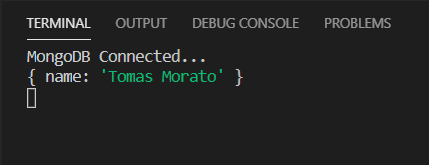 TERMINAL OUTPUT DEBUG CONSOLE PROBLEMS
MongoDB Connected...
{ name: 'Tomas Morato' }